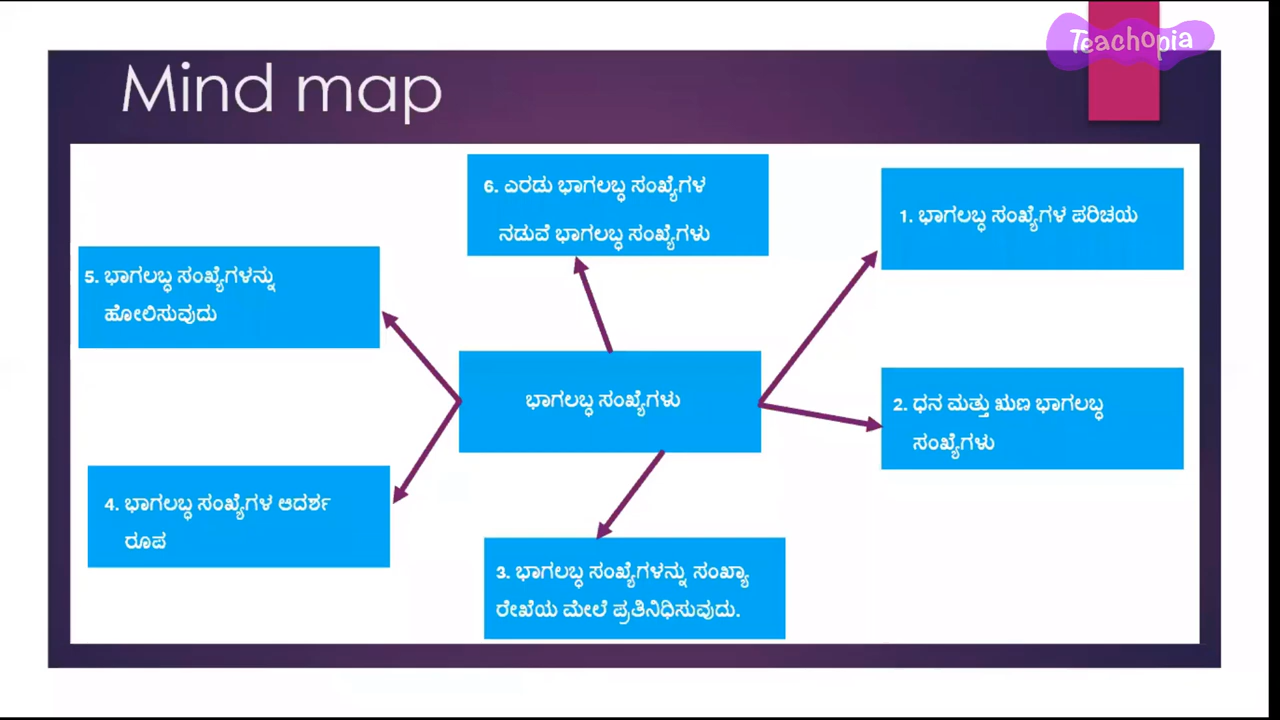 Teachopia
Mind map
6. ಎರಡು ಭಾಗಲಬ್ಧ ಸಂಖ್ಯೆಗಳ
ನಡುವೆ ಭಾಗಲಬ್ಧ ಸಂಖ್ಯೆಗಳು
1. ಭಾಗಲಬ್ಧ ಸಂಖ್ಯೆಗಳ ಪರಿಚಯ
5. ಭಾಗಲಬ್ಧ ಸಂಖ್ಯೆಗಳನ್ನು
ಹೋಲಿಸುವುದು
ಭಾಗಲಬ್ಧ ಸಂಖ್ಯೆಗಳು
2. ಧನ ಮತ್ತು ಋಣ ಭಾಗಲಬ್ಧ
ಸಂಖ್ಯೆಗಳು
4. ಭಾಗಲಬ್ಧ ಸಂಖ್ಯೆಗಳ ಆದರ್ಶ
ರೂಪ
3. ಭಾಗಲಬ್ಧ ಸಂಖ್ಯೆಗಳನ್ನು ಸಂಖ್ಯಾ
ರೇಖೆಯ ಮೇಲೆ ಪ್ರತಿನಿಧಿಸುವುದು.